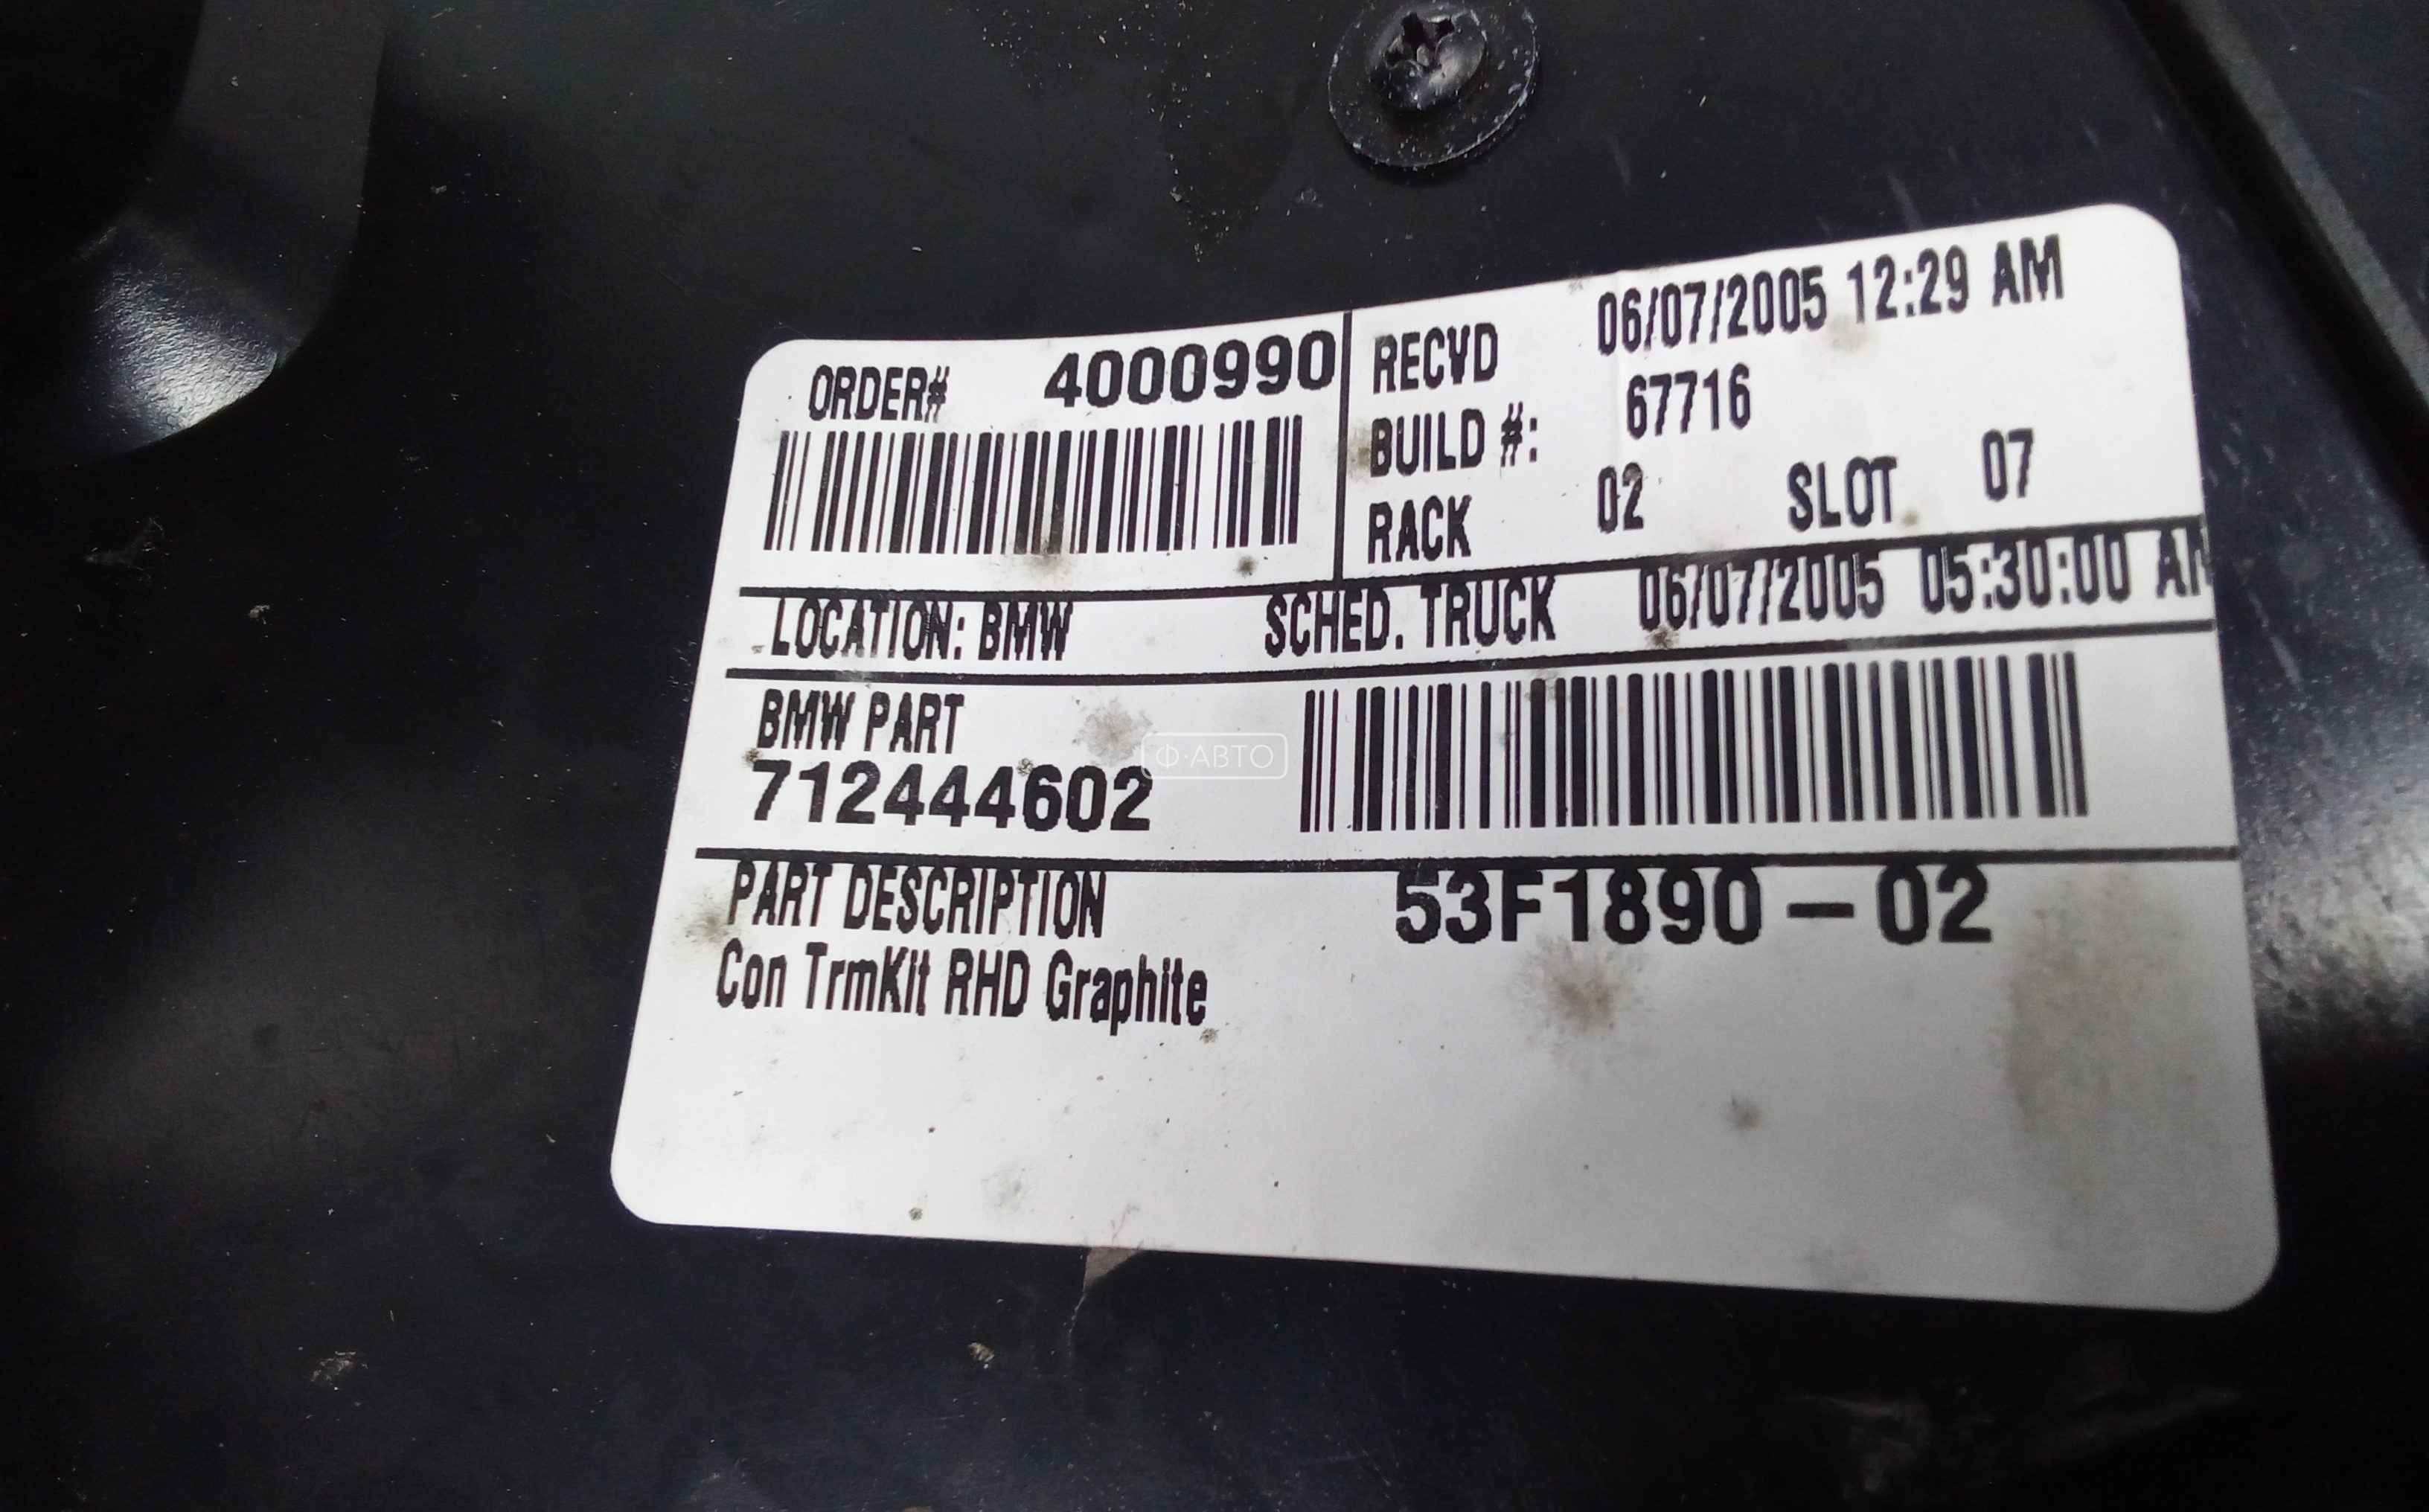 ORDER# 4000990
RECVD 06/07/2005 12:29 AM
BUILD #: 67716
RACK 02 SLOT 07
LOCATION: BMW SCHED. TRUCK 06/07/2005 05:30:00 AM
BMW PART
712444602
Ф·АВТО
PART DESCRIPTION 53F1890-02
Con TrmKit RHD Graphite